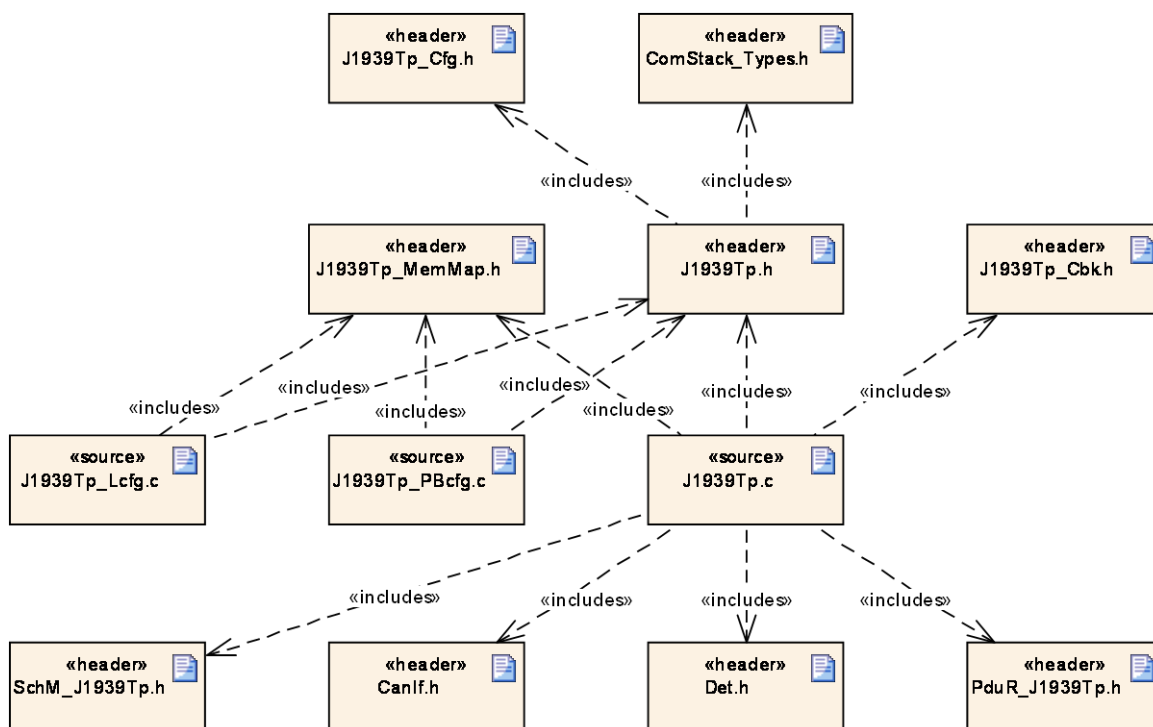 «header»
J1939Tp_Cfg.h
«header»
ComStack_Types.h
«includes»
«includes»
«header»
J1939Tp_MemMap.h
«header»
J1939Tp.h
«header»
J1939Tp_Cbk.h
«includes»
«includes»
«includes»
«includes»
«includes»
«includes»
«includes»
«source»
J1939Tp_Lcfg.c
«source»
J1939Tp_PBcfg.c
«source»
J1939Tp.c
«includes»
«includes»
«includes»
«includes»
«header»
SchM_J1939Tp.h
«header»
CanIf.h
«header»
Det.h
«header»
PduR_J1939Tp.h